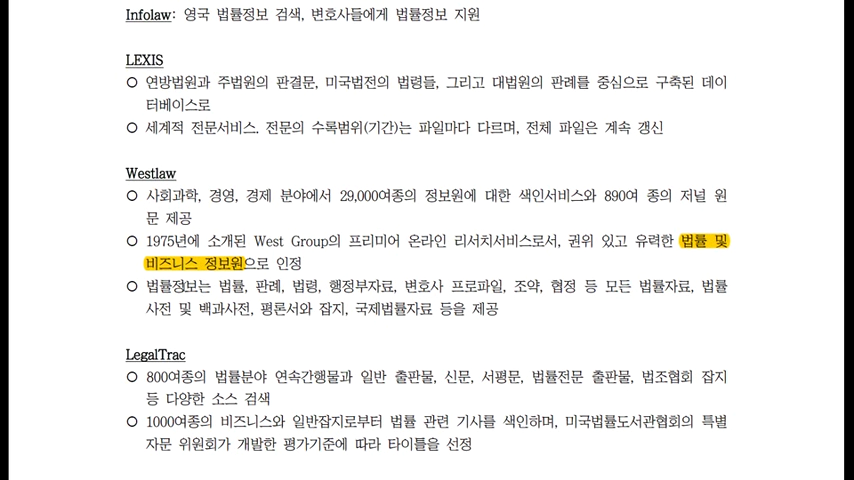 Infolaw: 영국 법률정보 검색, 변호사들에게 법률정보 지원
LEXIS
○ 연방법원과 주법원의 판결문, 미국법전의 법령들, 그리고 대법원의 판례를 중심으로 구축된 데이
터베이스로
○ 세계적 전문서비스. 전문의 수록범위(기간)는 파일마다 다르며, 전체 파일은 계속 갱신
Westlaw
○ 사회과학, 경영, 경제 분야에서 29,000여종의 정보원에 대한 색인서비스와 890여 종의 저널 원
문 제공
○ 1975년에 소개된 West Group의 프리미어 온라인 리서치서비스로서, 권위 있고 유력한 법률 및
비즈니스 정보원으로 인정
○ 법률정보는 법률, 판례, 법령, 행정부자료, 변호사 프로파일, 조약, 협정 등 모든 법률자료, 법률
사전 및 백과사전, 평론서와 잡지, 국제법률자료 등을 제공
LegalTrac
○ 800여종의 법률분야 연속간행물과 일반 출판물, 신문, 서평문, 법률전문 출판물, 법조협회 잡지
등 다양한 소스 검색
○ 1000여종의 비즈니스와 일반잡지로부터 법률 관련 기사를 색인하며, 미국법률도서관협회의 특별
자문 위원회가 개발한 평가기준에 따라 타이틀을 선정